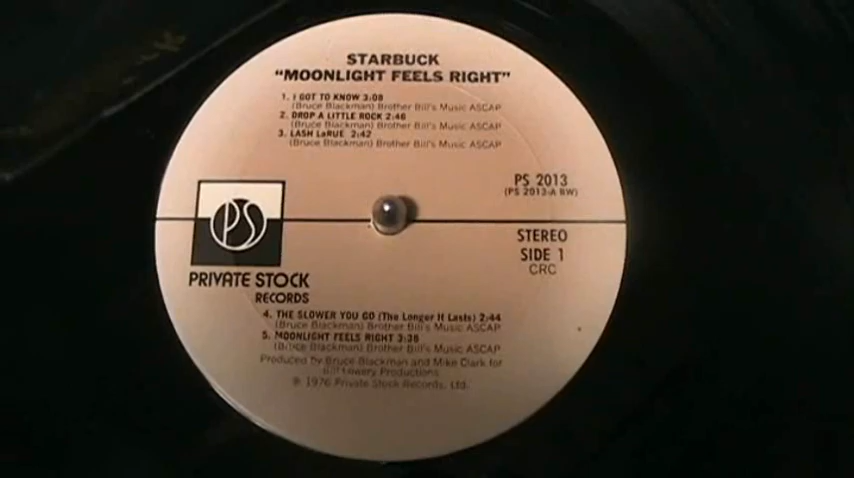 STARBUCK
"MOONLIGHT FEELS RIGHT"
1. I GOT TO KNOW 3:08
(Bruce Blackman) Brother Bill's Music ASCAP
2. DROP A LITTLE ROCK 2:46
(Bruce Blackman) Brother Bill's Music ASCAP
3. LASH LaRUE 2:42
(Bruce Blackman) Brother Bill's Music ASCAP
PS 2013
(PS 2013-A BW)
PS
STEREO
SIDE 1
CRC
PRIVATE STOCK
RECORDS
4. THE SLOWER YOU GO (The Longer It Lasts) 2:44
(Bruce Blackman) Brother Bill's Music ASCAP
5. MOONLIGHT FEELS RIGHT 3:38
(Bruce Blackman) Brother Bill's Music ASCAP
Produced by Bruce Blackman and Mike Clark for
Bill Lowery Productions
℗ 1976 Private Stock Records, Ltd.